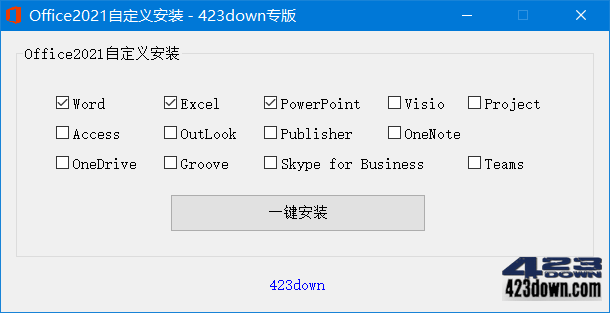 Office2021自定义安装 - 423down专版
Office2021自定义安装
Word Excel PowerPoint Visio Project
Access OutLook Publisher OneNote
OneDrive Groove Skype for Business Teams
一键安装
423down
423
DOWN
423down.com